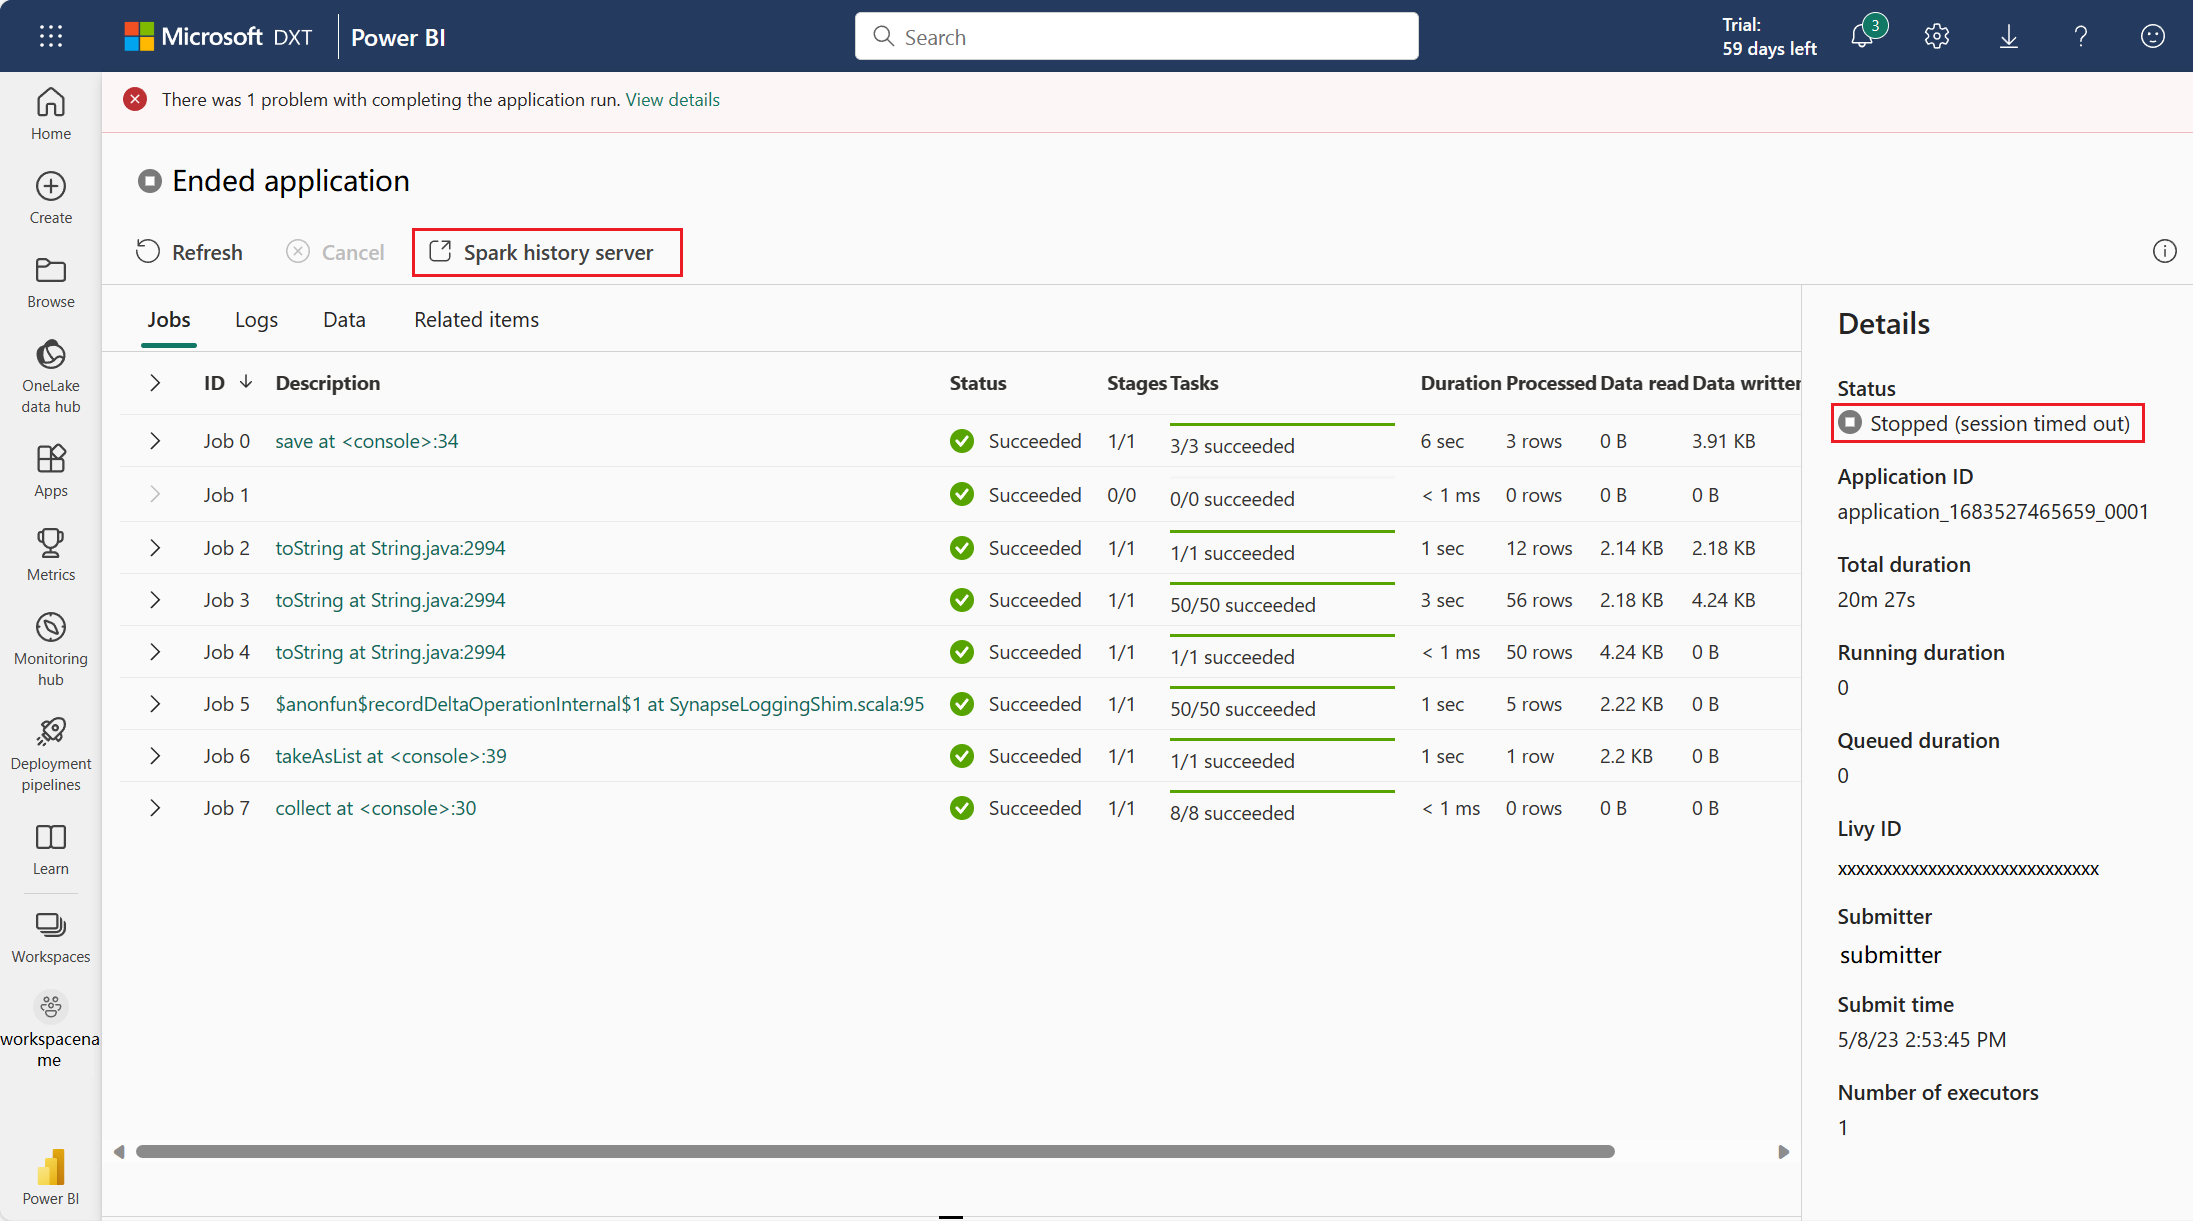 Microsoft DXT Power BI
Search
Trial:
59 days left
3
There was 1 problem with completing the application run. View details
Home
Create
Browse
OneLake
data hub
Apps
Metrics
Monitoring
hub
Deployment
pipelines
Learn
Workspaces
workspacena
me
Power BI
Ended application
Refresh Cancel Spark history server
Jobs Logs Data Related items
ID Description Status Stages Tasks Duration Processed Data read Data written
Job 0 save at <console>:34 Succeeded 1/1 3/3 succeeded 6 sec 3 rows 0 B 3.91 KB
Job 1 Succeeded 0/0 0/0 succeeded < 1 ms 0 rows 0 B 0 B
Job 2 toString at String.java:2994 Succeeded 1/1 1/1 succeeded 1 sec 12 rows 2.14 KB 2.18 KB
Job 3 toString at String.java:2994 Succeeded 1/1 50/50 succeeded 3 sec 56 rows 2.18 KB 4.24 KB
Job 4 toString at String.java:2994 Succeeded 1/1 1/1 succeeded < 1 ms 50 rows 4.24 KB 0 B
Job 5 $anonfun$recordDeltaOperationInternal$1 at SynapseLoggingShim.scala:95 Succeeded 1/1 50/50 succeeded 1 sec 5 rows 2.22 KB 0 B
Job 6 takeAsList at <console>:39 Succeeded 1/1 1/1 succeeded 1 sec 1 row 2.2 KB 0 B
Job 7 collect at <console>:30 Succeeded 1/1 8/8 succeeded < 1 ms 0 rows 0 B 0 B
Details
Status
Stopped (session timed out)
Application ID
application_1683527465659_0001
Total duration
20m 27s
Running duration
0
Queued duration
0
Livy ID
xxxxxxxxxxxxxxxxxxxxxxxxxxxxx
Submitter
submitter
Submit time
5/8/23 2:53:45 PM
Number of executors
1